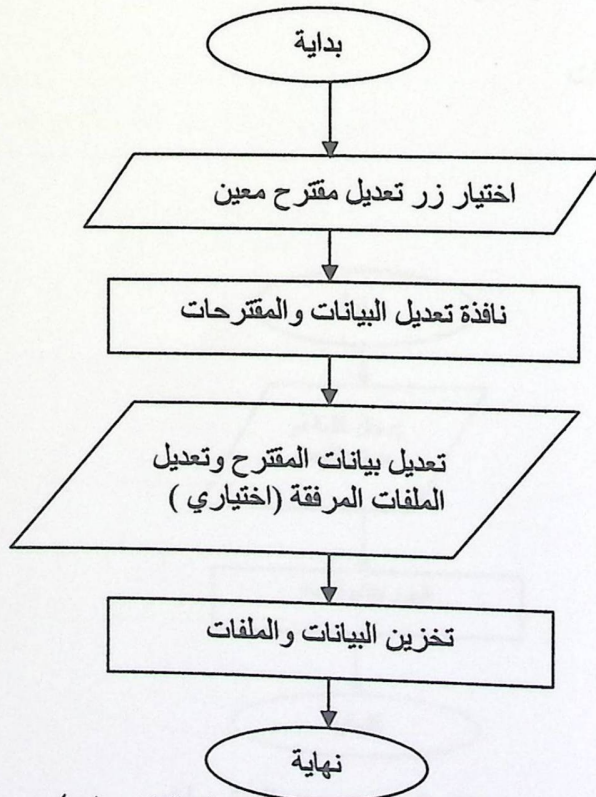 بداية
اختيار زر تعديل مقترح معين
نافذة تعديل البيانات والمقترحات
تعديل بيانات المقترح وتعديل
الملفات المرفقة (اختياري )
تخزين البيانات والملفات
نهاية